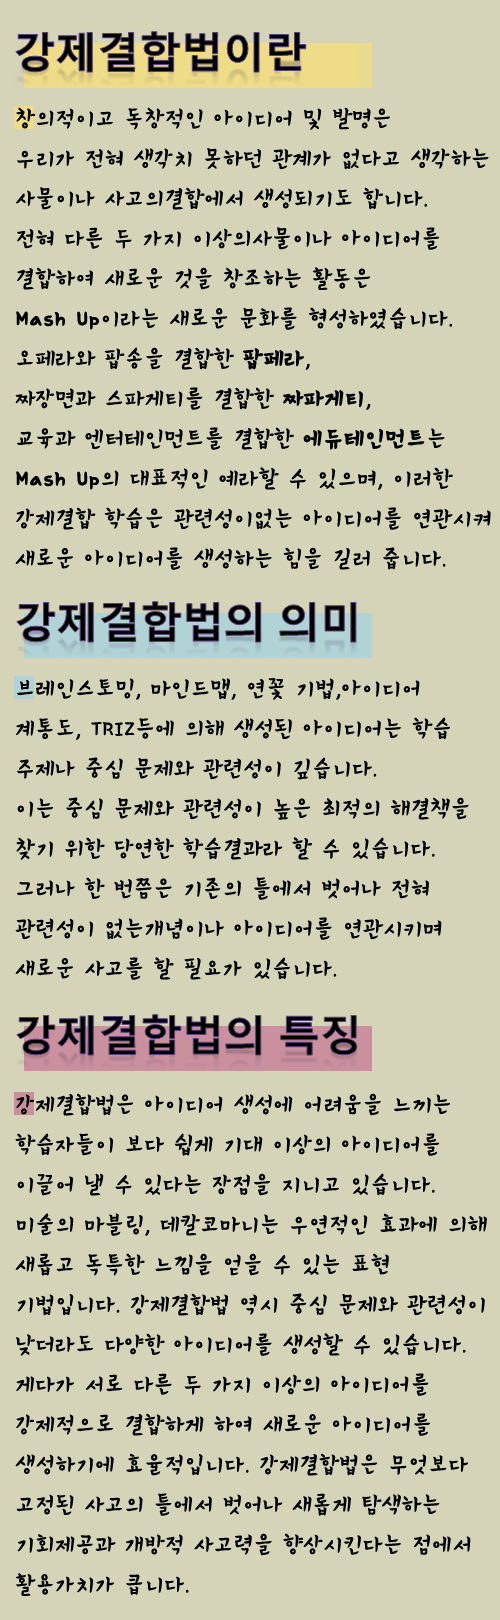 강제결합법이란
창의적이고 독창적인 아이디어 및 발명은
우리가 전혀 생각치 못하던 관계가 없다고 생각하는
사물이나 사고의결합에서 생성되기도 합니다.
전혀 다른 두 가지 이상의사물이나 아이디어를
결합하여 새로운 것을 창조하는 활동은
Mash Up이라는 새로운 문화를 형성하였습니다.
오페라와 팝송을 결합한 팝페라,
짜장면과 스파게티를 결합한 짜파게티,
교육과 엔터테인먼트를 결합한 에듀테인먼트는
Mash Up의 대표적인 예라할 수 있으며, 이러한
강제결합 학습은 관련성이없는 아이디어를 연관시켜
새로운 아이디어를 생성하는 힘을 길러 줍니다.
강제결합법의 의미
브레인스토밍, 마인드맵, 연꽃 기법,아이디어
계통도, TRIZ등에 의해 생성된 아이디어는 학습
주제나 중심 문제와 관련성이 깊습니다.
이는 중심 문제와 관련성이 높은 최적의 해결책을
찾기 위한 당연한 학습결과라 할 수 있습니다.
그러나 한 번쯤은 기존의 틀에서 벗어나 전혀
관련성이 없는개념이나 아이디어를 연관시키며
새로운 사고를 할 필요가 있습니다.
강제결합법의 특징
강제결합법은 아이디어 생성에 어려움을 느끼는
학습자들이 보다 쉽게 기대 이상의 아이디어를
이끌어 낼 수 있다는 장점을 지니고 있습니다.
미술의 마블링, 데칼코마니는 우연적인 효과에 의해
새롭고 독특한 느낌을 얻을 수 있는 표현
기법입니다. 강제결합법 역시 중심 문제와 관련성이
낮더라도 다양한 아이디어를 생성할 수 있습니다.
게다가 서로 다른 두 가지 이상의 아이디어를
강제적으로 결합하게 하여 새로운 아이디어를
생성하기에 효율적입니다. 강제결합법은 무엇보다
고정된 사고의 틀에서 벗어나 새롭게 탐색하는
기회제공과 개방적 사고력을 향상시킨다는 점에서
활용가치가 큽니다.